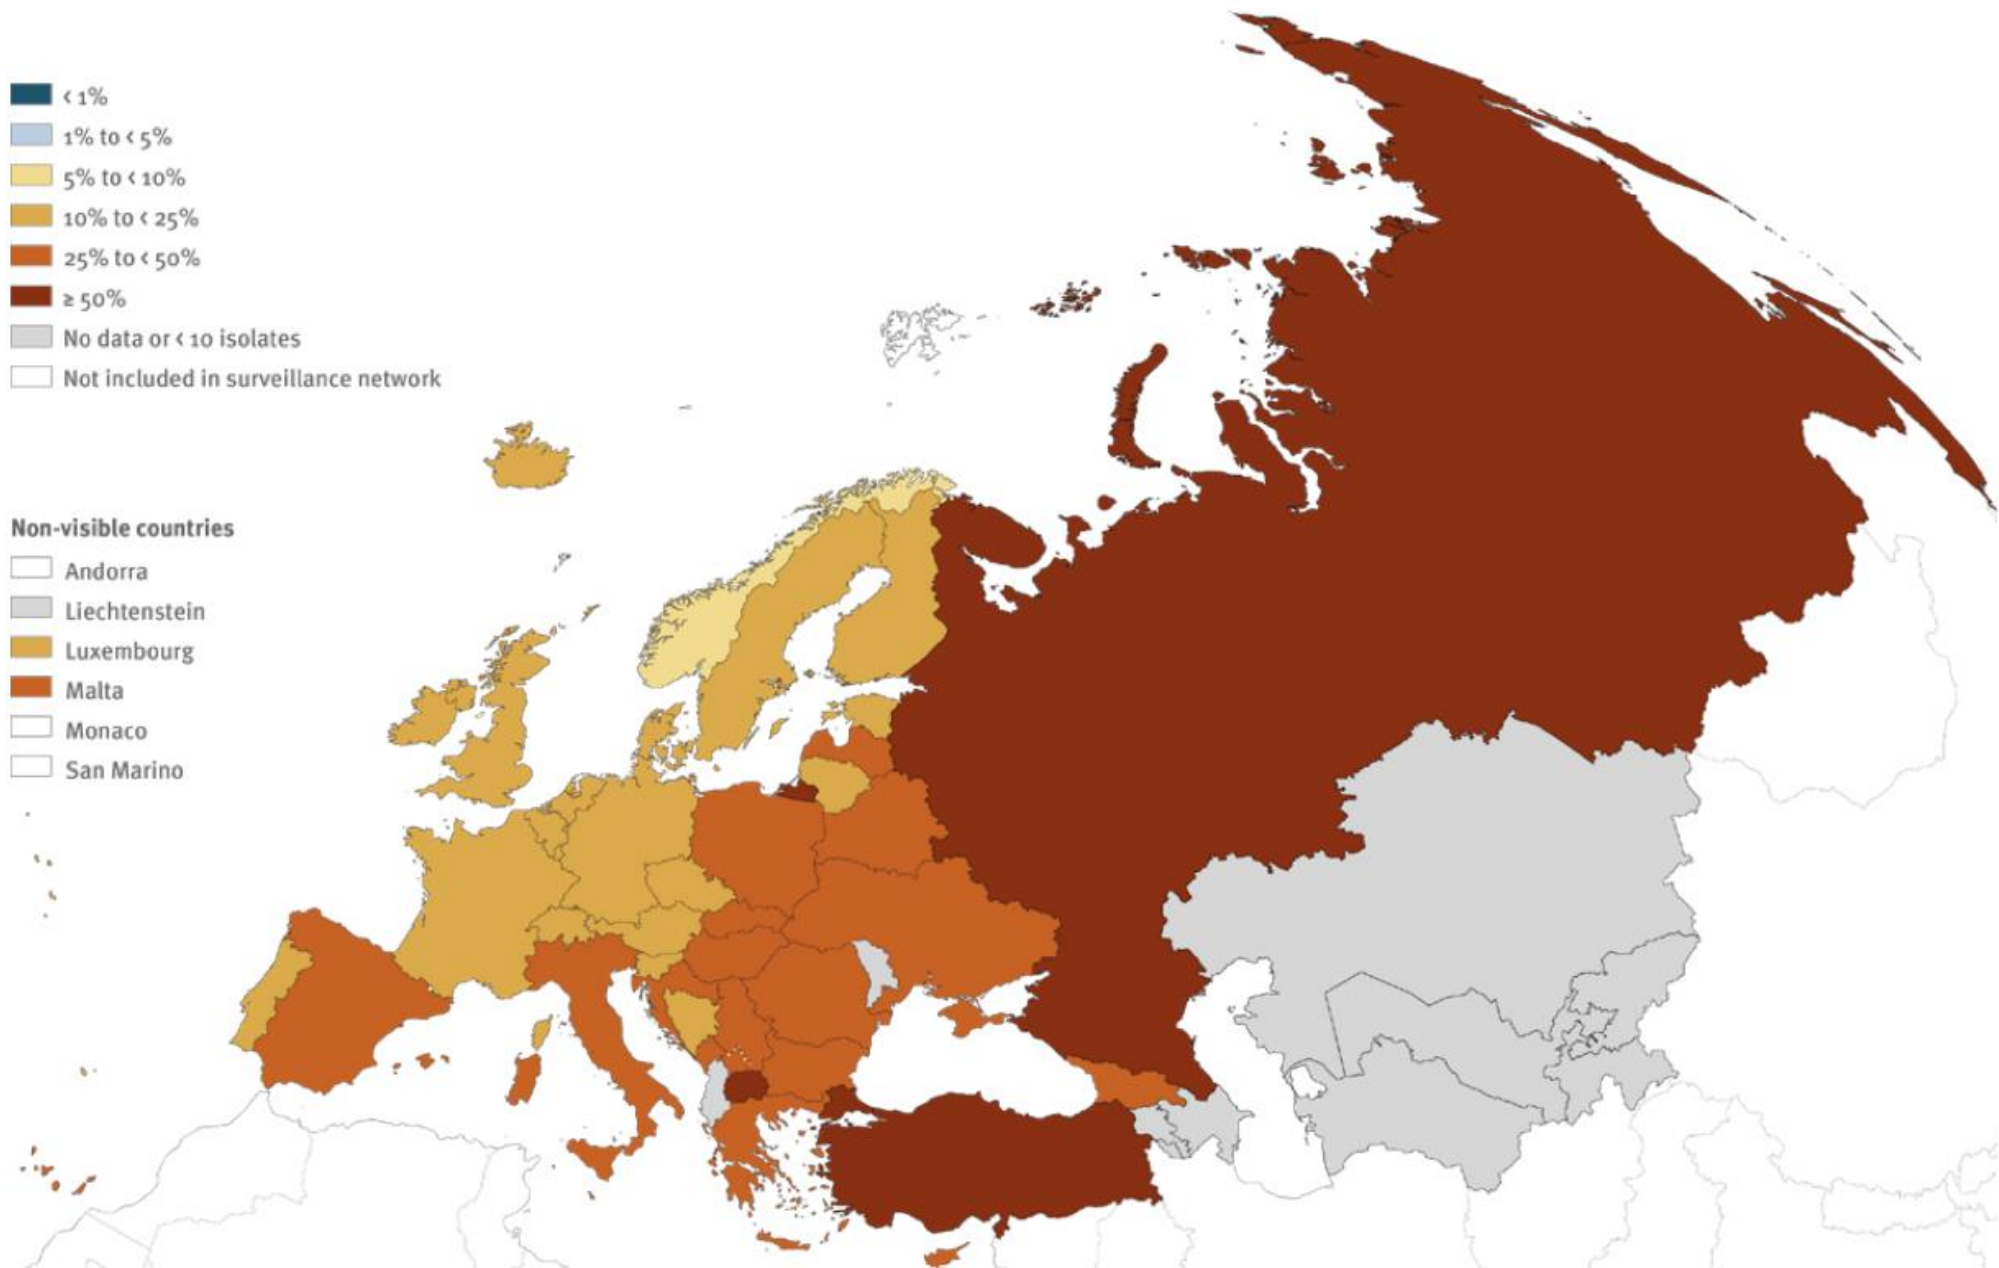 < 1%
1% to < 5%
5% to < 10%
10% to < 25%
25% to < 50%
≥ 50%
No data or < 10 isolates
Not included in surveillance network
Non-visible countries
Andorra
Liechtenstein
Luxembourg
Malta
Monaco
San Marino